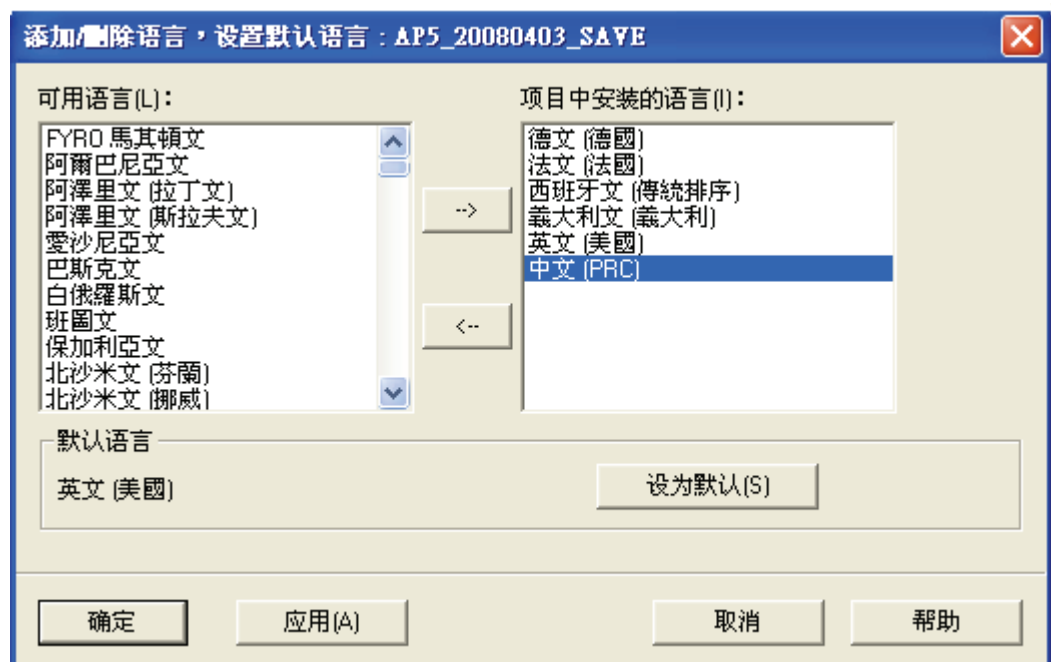 添加/删除语言，设置默认语言：AP5_20080403_SAVE
可用语言(L)：
FYRO 馬其頓文
阿爾巴尼亞文
阿澤里文 (拉丁文)
阿澤里文 (斯拉夫文)
愛沙尼亞文
巴斯克文
白俄羅斯文
班圖文
保加利亞文
北沙米文 (芬蘭)
北沙米文 (挪威)
-->
<--
项目中安装的语言(I)：
德文 (德國)
法文 (法國)
西班牙文 (傳統排序)
義大利文 (義大利)
英文 (美國)
中文 (PRC)
默认语言
英文 (美國)
设为默认(S)
确定
应用(A)
取消
帮助